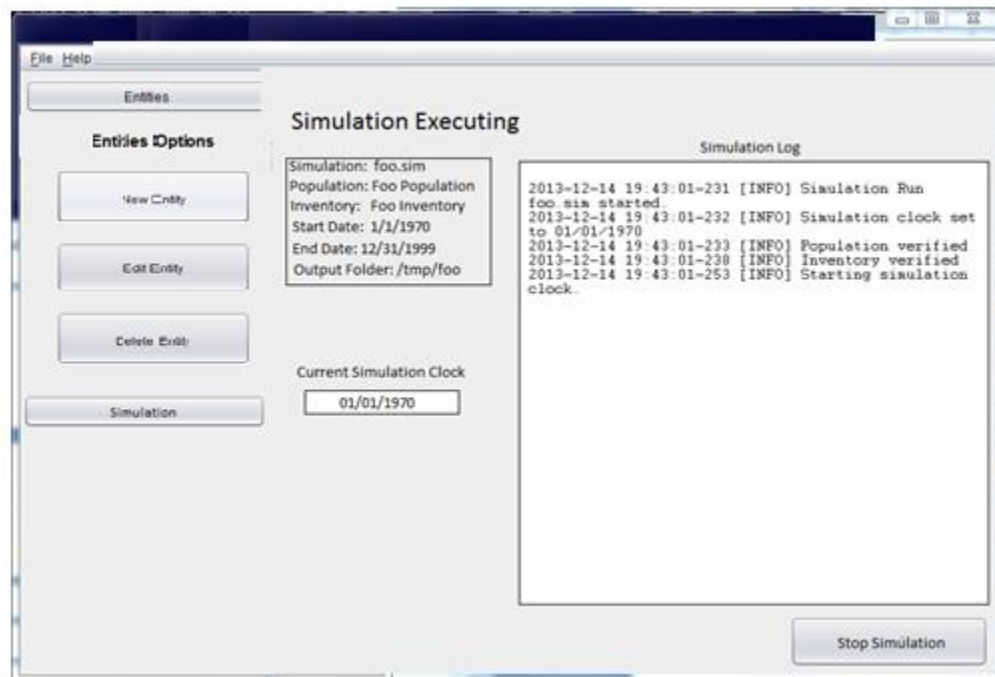 File Help
Entities
Entities Options
New Entity
Edit Entity
Delete Entity
Simulation
Simulation Executing
Simulation: foo.sim
Population: Foo Population
Inventory: Foo Inventory
Start Date: 1/1/1970
End Date: 12/31/1999
Output Folder: /tmp/foo
Current Simulation Clock
01/01/1970
Simulation Log
2013-12-14 19:43:01-231 [INFO] Simulation Run
foo.sim started.
2013-12-14 19:43:01-232 [INFO] Simulation clock set
to 01/01/1970
2013-12-14 19:43:01-233 [INFO] Population verified
2013-12-14 19:43:01-238 [INFO] Inventory verified
2013-12-14 19:43:01-253 [INFO] Starting simulation
clock.
Stop Simulation